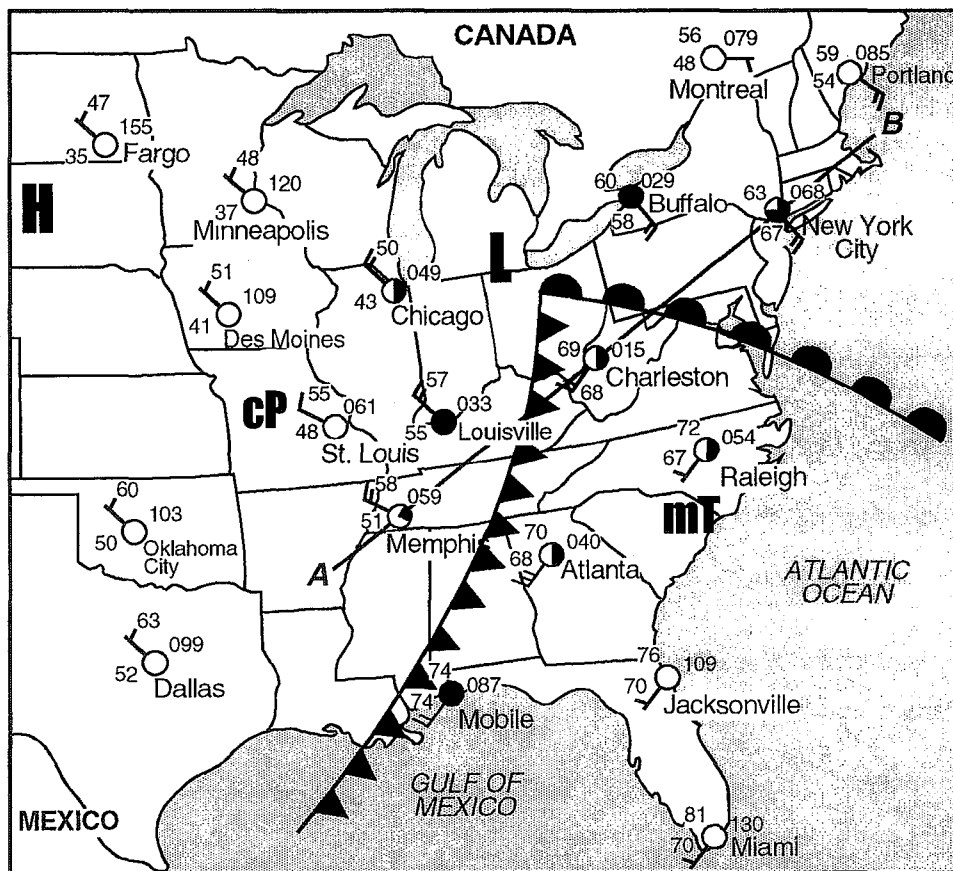 CANADA
56 079
48
Montreal
59 085
54 Portland
B
47
155
35 Fargo
48
120
37
Minneapolis
H
L
60 029
Buffalo
58
63 068
67 New York
City
50
049
43
Chicago
51
109
41
Des Moines
69 015
Charleston
68
57
033
55 Louisville
cP
55
061
48
St. Louis
72
054
67
Raleigh
mT
58
059
51
Memphis
A
60
103
50 Oklahoma
City
70
040
68 Atlanta
ATLANTIC
OCEAN
63
099
52
Dallas
74
087
74
Mobile
76
109
70
Jacksonville
GULF OF
MEXICO
MEXICO
81
130
70 Miami